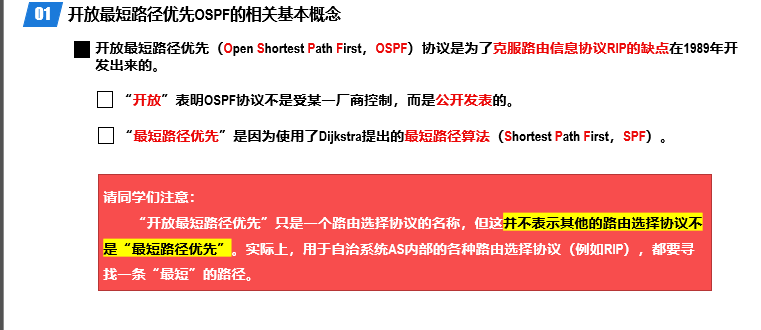 01 开放最短路径优先OSPF的相关基本概念
开放最短路径优先（Open Shortest Path First，OSPF）协议是为了克服路由信息协议RIP的缺点在1989年开
发出来的。
“开放”表明OSPF协议不是受某一厂商控制，而是公开发表的。
“最短路径优先”是因为使用了Dijkstra提出的最短路径算法（Shortest Path First，SPF）。
请同学们注意：
“开放最短路径优先”只是一个路由选择协议的名称，但这并不表示其他的路由选择协议不
是“最短路径优先”。实际上，用于自治系统AS内部的各种路由选择协议（例如RIP），都要寻
找一条“最短”的路径。